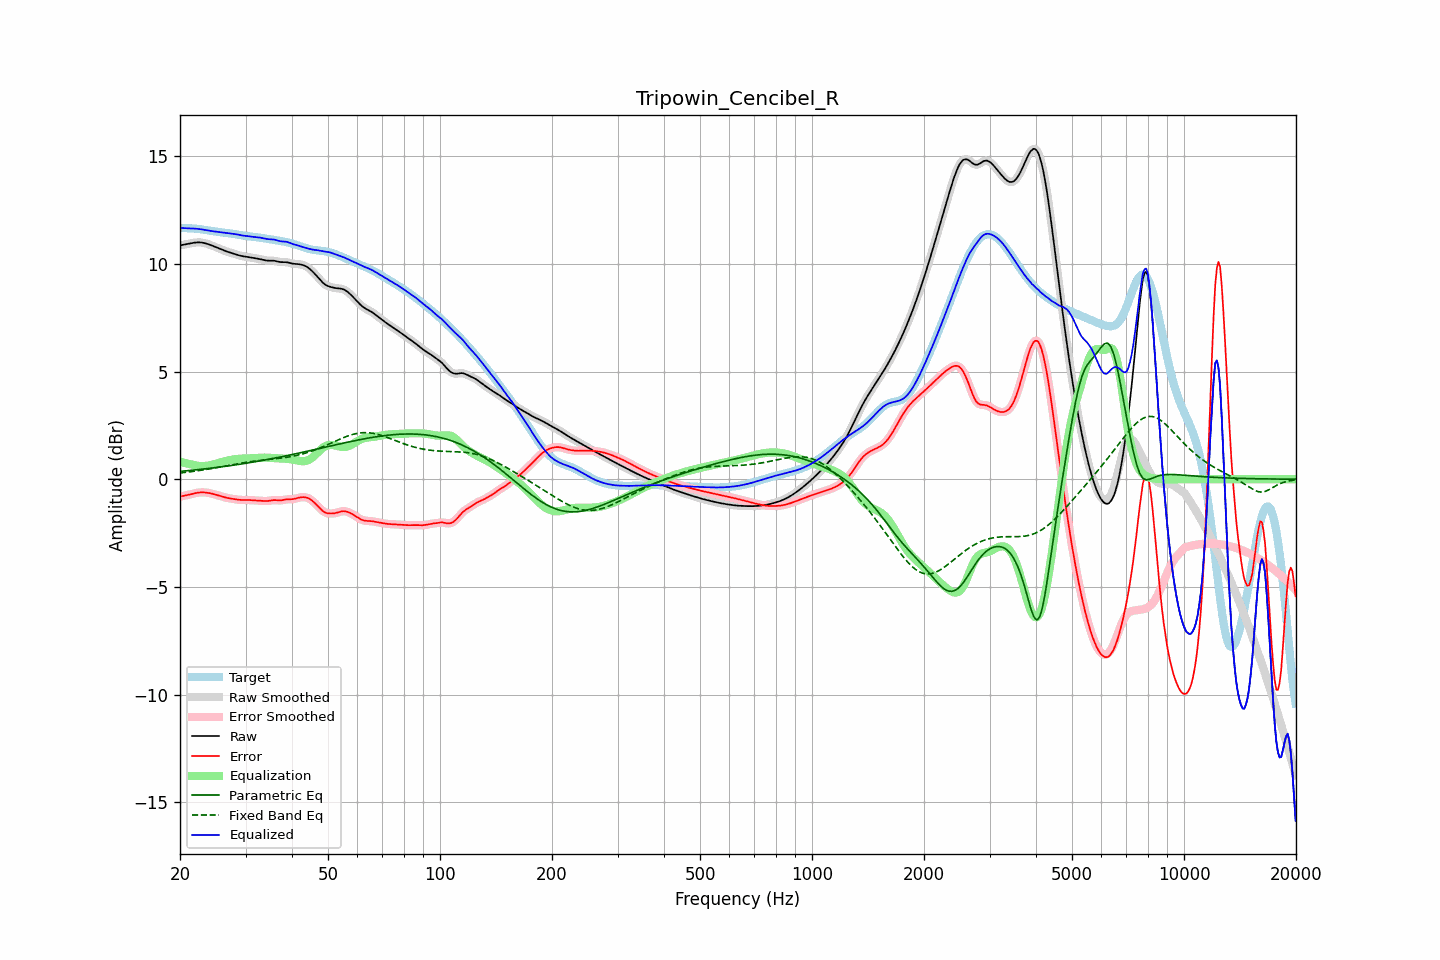 Tripowin_Cencibel_R
Amplitude (dBr)
15
10
5
0
−5
−10
−15
Target
Raw Smoothed
Error Smoothed
Raw
Error
Equalization
Parametric Eq
Fixed Band Eq
Equalized
20 50 100 200 500 1000 2000 5000 10000 20000
Frequency (Hz)